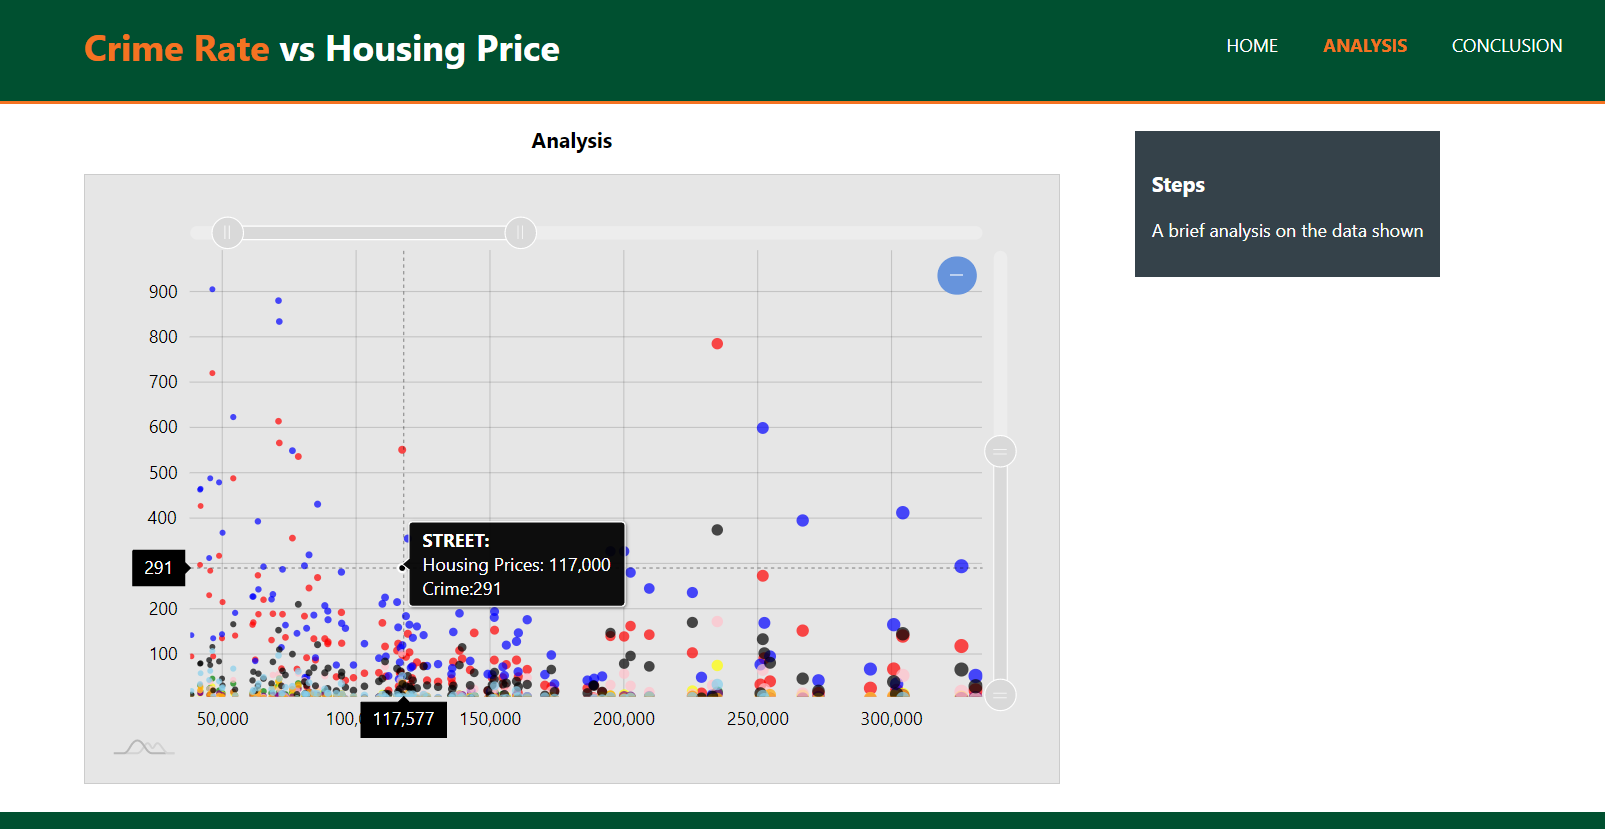 Crime Rate vs Housing Price
HOME ANALYSIS CONCLUSION
Analysis
Steps
A brief analysis on the data shown
900
800
700
600
500
400
STREET:
Housing Prices: 117,000
Crime:291
291
200
100
50,000 117,577 150,000 200,000 250,000 300,000